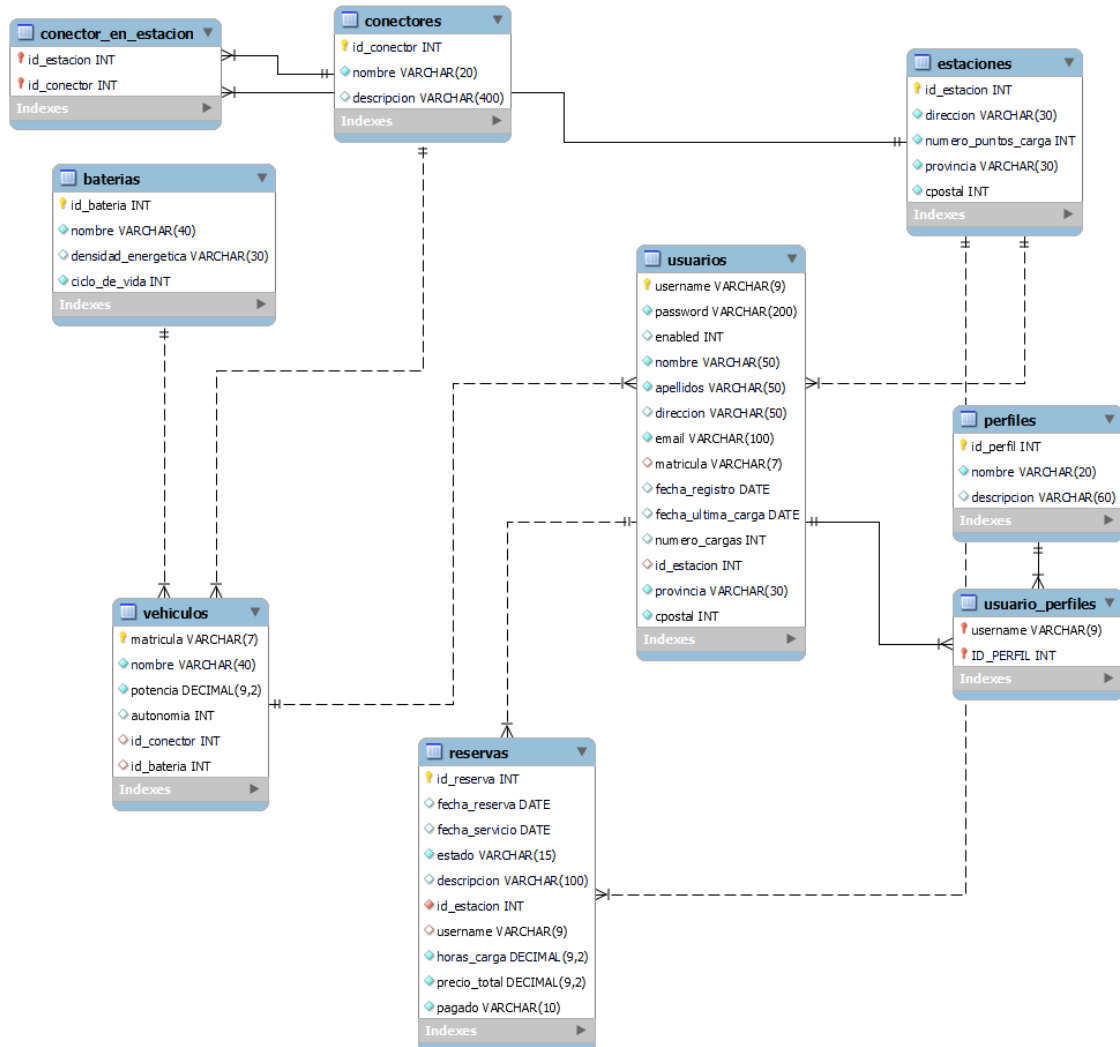 conector_en_estacion
id_estacion INT
id_conector INT
Indexes
conectores
id_conector INT
nombre VARCHAR(20)
descripcion VARCHAR(400)
Indexes
estaciones
id_estacion INT
direccion VARCHAR(30)
numero_puntos_carga INT
provincia VARCHAR(30)
cpostal INT
Indexes
baterias
id_bateria INT
nombre VARCHAR(40)
densidad_energetica VARCHAR(30)
ciclo_de_vida INT
Indexes
usuarios
username VARCHAR(9)
password VARCHAR(200)
enabled INT
nombre VARCHAR(50)
apellidos VARCHAR(50)
direccion VARCHAR(50)
email VARCHAR(100)
matricula VARCHAR(7)
fecha_registro DATE
fecha_ultima_carga DATE
numero_cargas INT
id_estacion INT
provincia VARCHAR(30)
cpostal INT
Indexes
perfiles
id_perfil INT
nombre VARCHAR(20)
descripcion VARCHAR(60)
Indexes
usuario_perfiles
username VARCHAR(9)
ID_PERFIL INT
Indexes
vehiculos
matricula VARCHAR(7)
nombre VARCHAR(40)
potencia DECIMAL(9,2)
autonomia INT
id_conector INT
id_bateria INT
Indexes
reservas
id_reserva INT
fecha_reserva DATE
fecha_servicio DATE
estado VARCHAR(15)
descripcion VARCHAR(100)
id_estacion INT
username VARCHAR(9)
horas_carga DECIMAL(9,2)
precio_total DECIMAL(9,2)
pagado VARCHAR(10)
Indexes